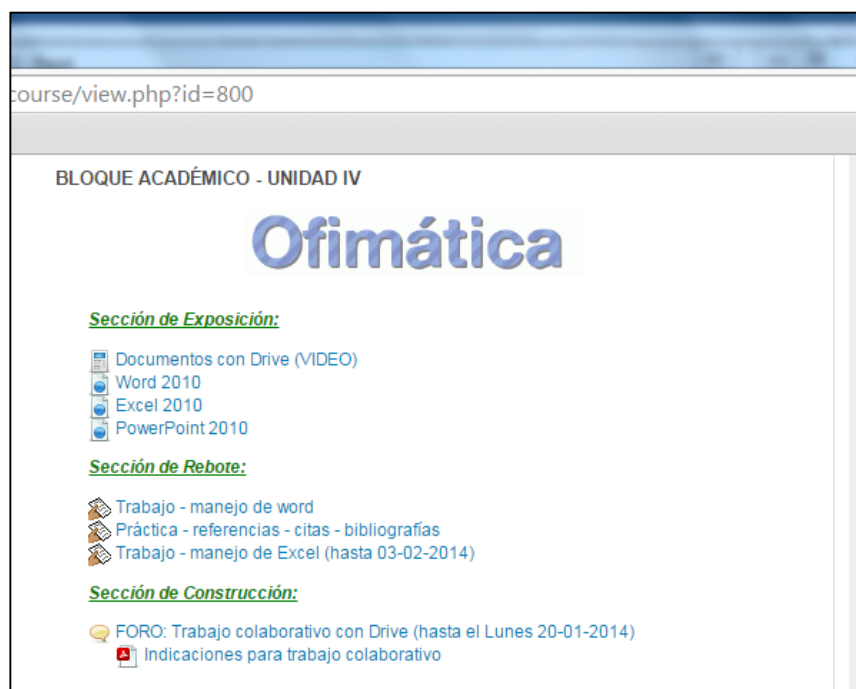 course/view.php?id=800
BLOQUE ACADÉMICO - UNIDAD IV
Ofimática
Sección de Exposición:
Documentos con Drive (VIDEO)
Word 2010
Excel 2010
PowerPoint 2010
Sección de Rebote:
Trabajo - manejo de word
Práctica - referencias - citas - bibliografías
Trabajo - manejo de Excel (hasta 03-02-2014)
Sección de Construcción:
FORO: Trabajo colaborativo con Drive (hasta el Lunes 20-01-2014)
Indicaciones para trabajo colaborativo